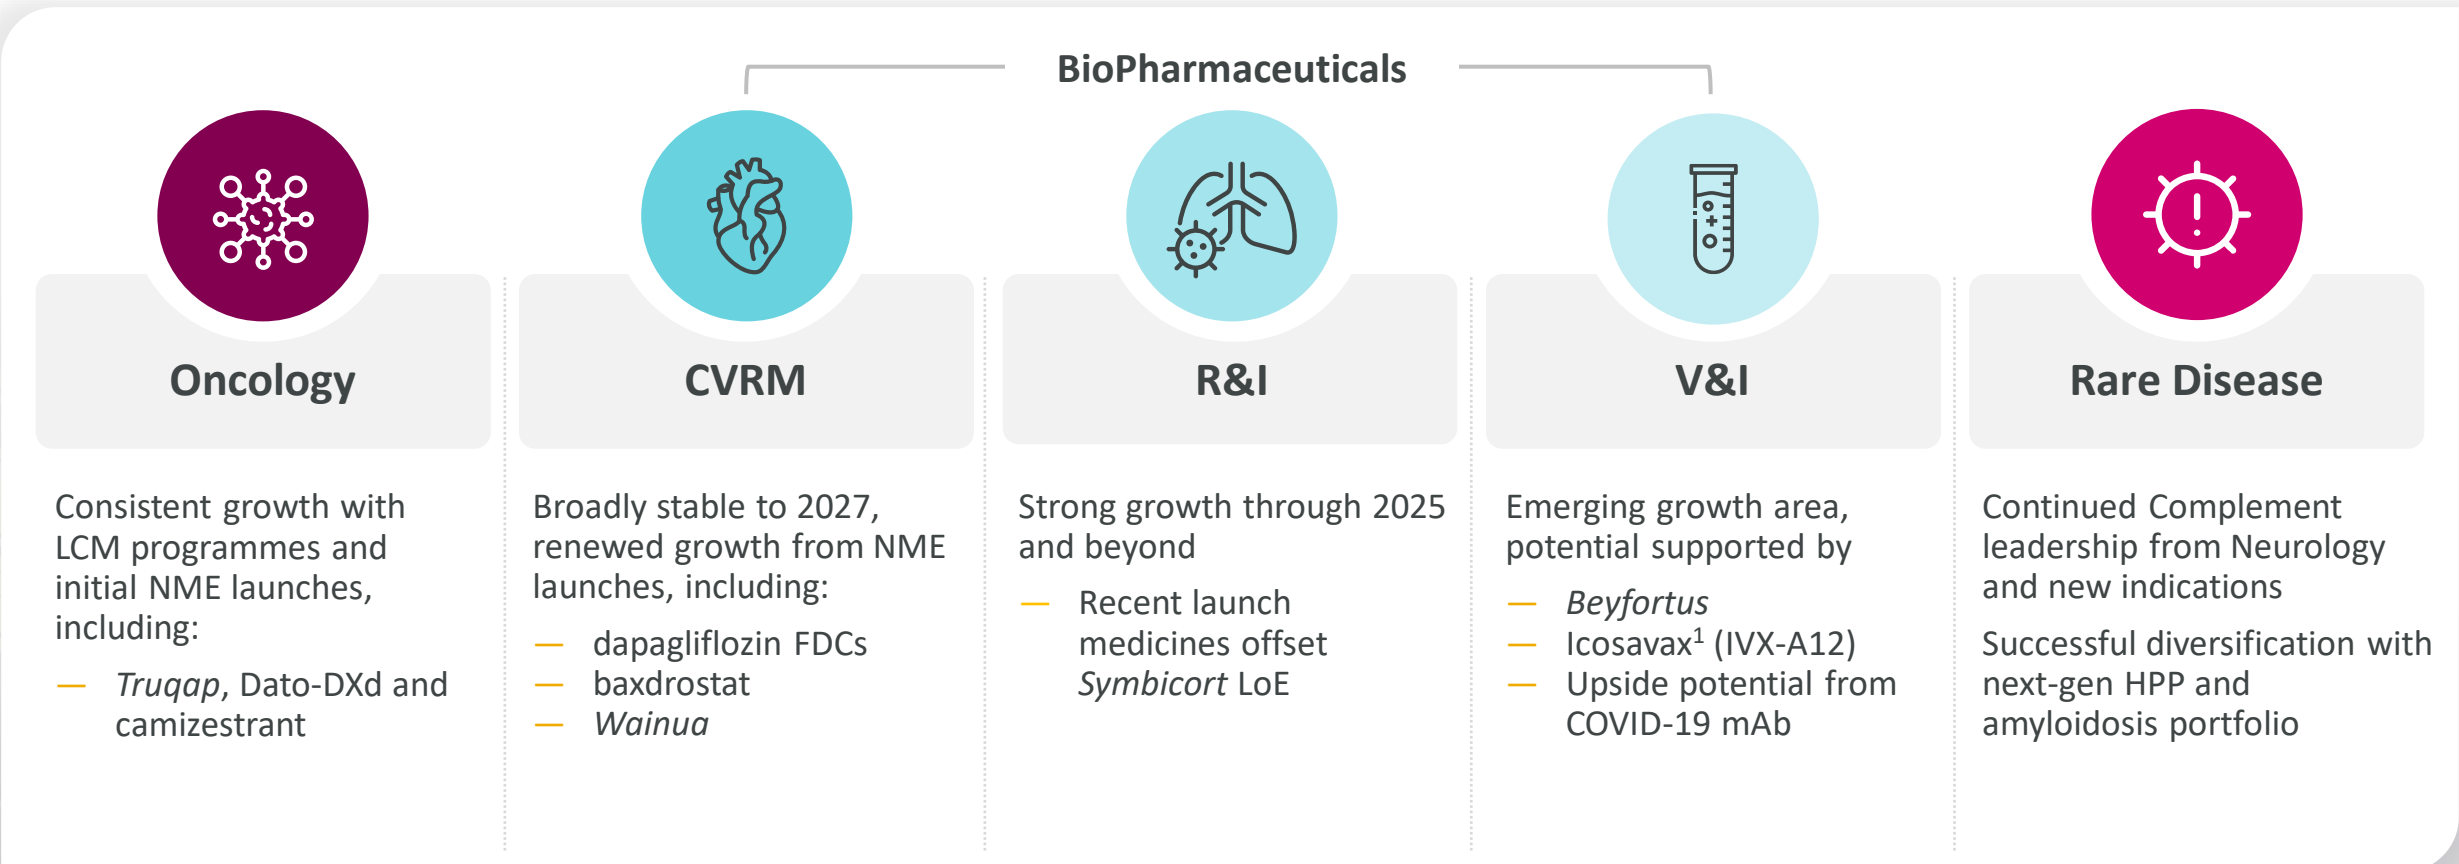 BioPharmaceuticals
Oncology
Consistent growth with
LCM programmes and
initial NME launches,
including:
— Truqap, Dato-DXd and
camizestrant
CVRM
Broadly stable to 2027,
renewed growth from NME
launches, including:
— dapagliflozin FDCs
— baxdrostat
— Wainua
R&I
Strong growth through 2025
and beyond
— Recent launch
medicines offset
Symbicort LoE
V&I
Emerging growth area,
potential supported by
— Beyfortus
— Icosavax¹ (IVX-A12)
— Upside potential from
COVID-19 mAb
Rare Disease
Continued Complement
leadership from Neurology
and new indications
Successful diversification with
next-gen HPP and
amyloidosis portfolio